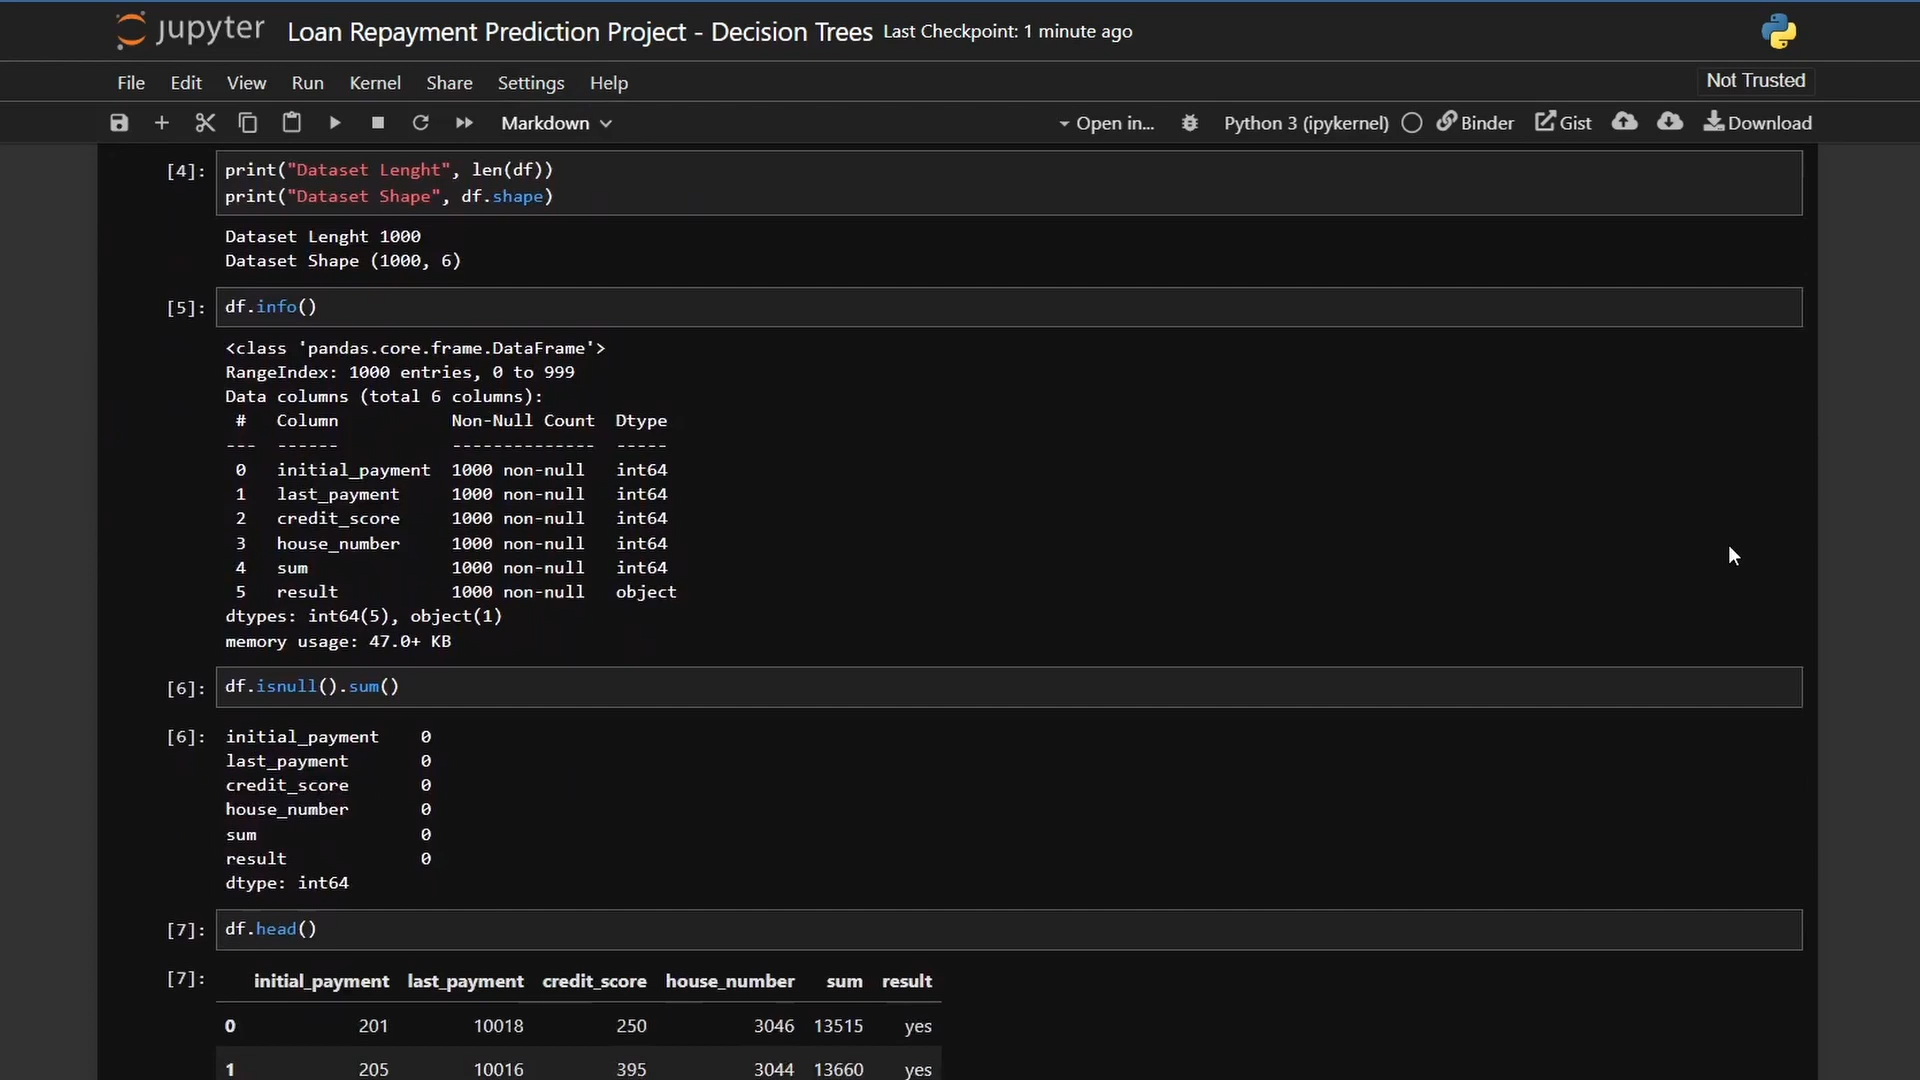 jupyter Loan Repayment Prediction Project - Decision Trees Last Checkpoint: 1 minute ago
File Edit View Run Kernel Share Settings Help Not Trusted
Markdown Open in... Python 3 (ipykernel) Binder Gist Download
[4]: print("Dataset Lenght", len(df))
print("Dataset Shape", df.shape)
Dataset Lenght 1000
Dataset Shape (1000, 6)
[5]: df.info()
<class 'pandas.core.frame.DataFrame'>
RangeIndex: 1000 entries, 0 to 999
Data columns (total 6 columns):
# Column Non-Null Count Dtype
--- ------ -------------- -----
0 initial_payment 1000 non-null int64
1 last_payment 1000 non-null int64
2 credit_score 1000 non-null int64
3 house_number 1000 non-null int64
4 sum 1000 non-null int64
5 result 1000 non-null object
dtypes: int64(5), object(1)
memory usage: 47.0+ KB
[6]: df.isnull().sum()
[6]: initial_payment 0
last_payment 0
credit_score 0
house_number 0
sum 0
result 0
dtype: int64
[7]: df.head()
[7]: initial_payment last_payment credit_score house_number sum result
0 201 10018 250 3046 13515 yes
1 205 10016 395 3044 13660 yes